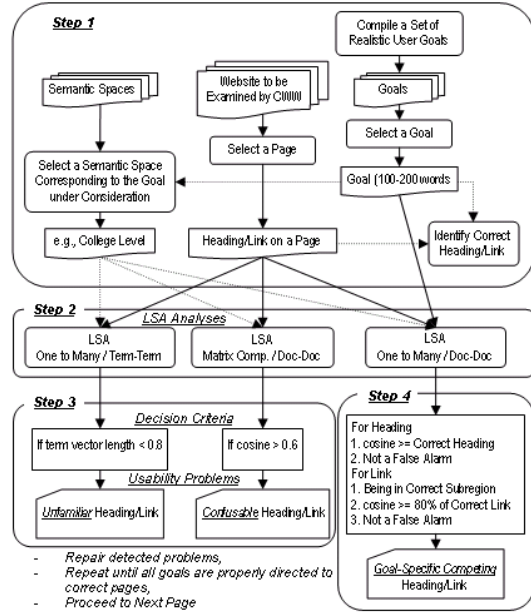 Step 1
Compile a Set of
Realistic User Goals
Semantic Spaces
Website to be
Examined by CWW
Goals
Select a Goal
Select a Page
Select a Semantic Space
Corresponding to the Goal
under Consideration
Goal (100-200 words
e.g., College Level
Heading/Link on a Page
Identify Correct
Heading/Link
Step 2
LSA Analyses
LSA
One to Many / Term-Term
LSA
Matrix Comp. / Doc-Doc
LSA
One to Many / Doc-Doc
Step 3
Decision Criteria
If term vector length < 0.8
If cosine > 0.6
Usability Problems
Unfamiliar Heading/Link
Confusable Heading/Link
Step 4
For Heading
1. cosine >= Correct Heading
2. Not a False Alarm
For Link
1. Being in Correct Subregion
2. cosine >= 80% of Correct Link
3. Not a False Alarm
Goal-Specific Competing
Heading/Link
- Repair detected problems,
- Repeat until all goals are properly directed to
correct pages,
- Proceed to Next Page